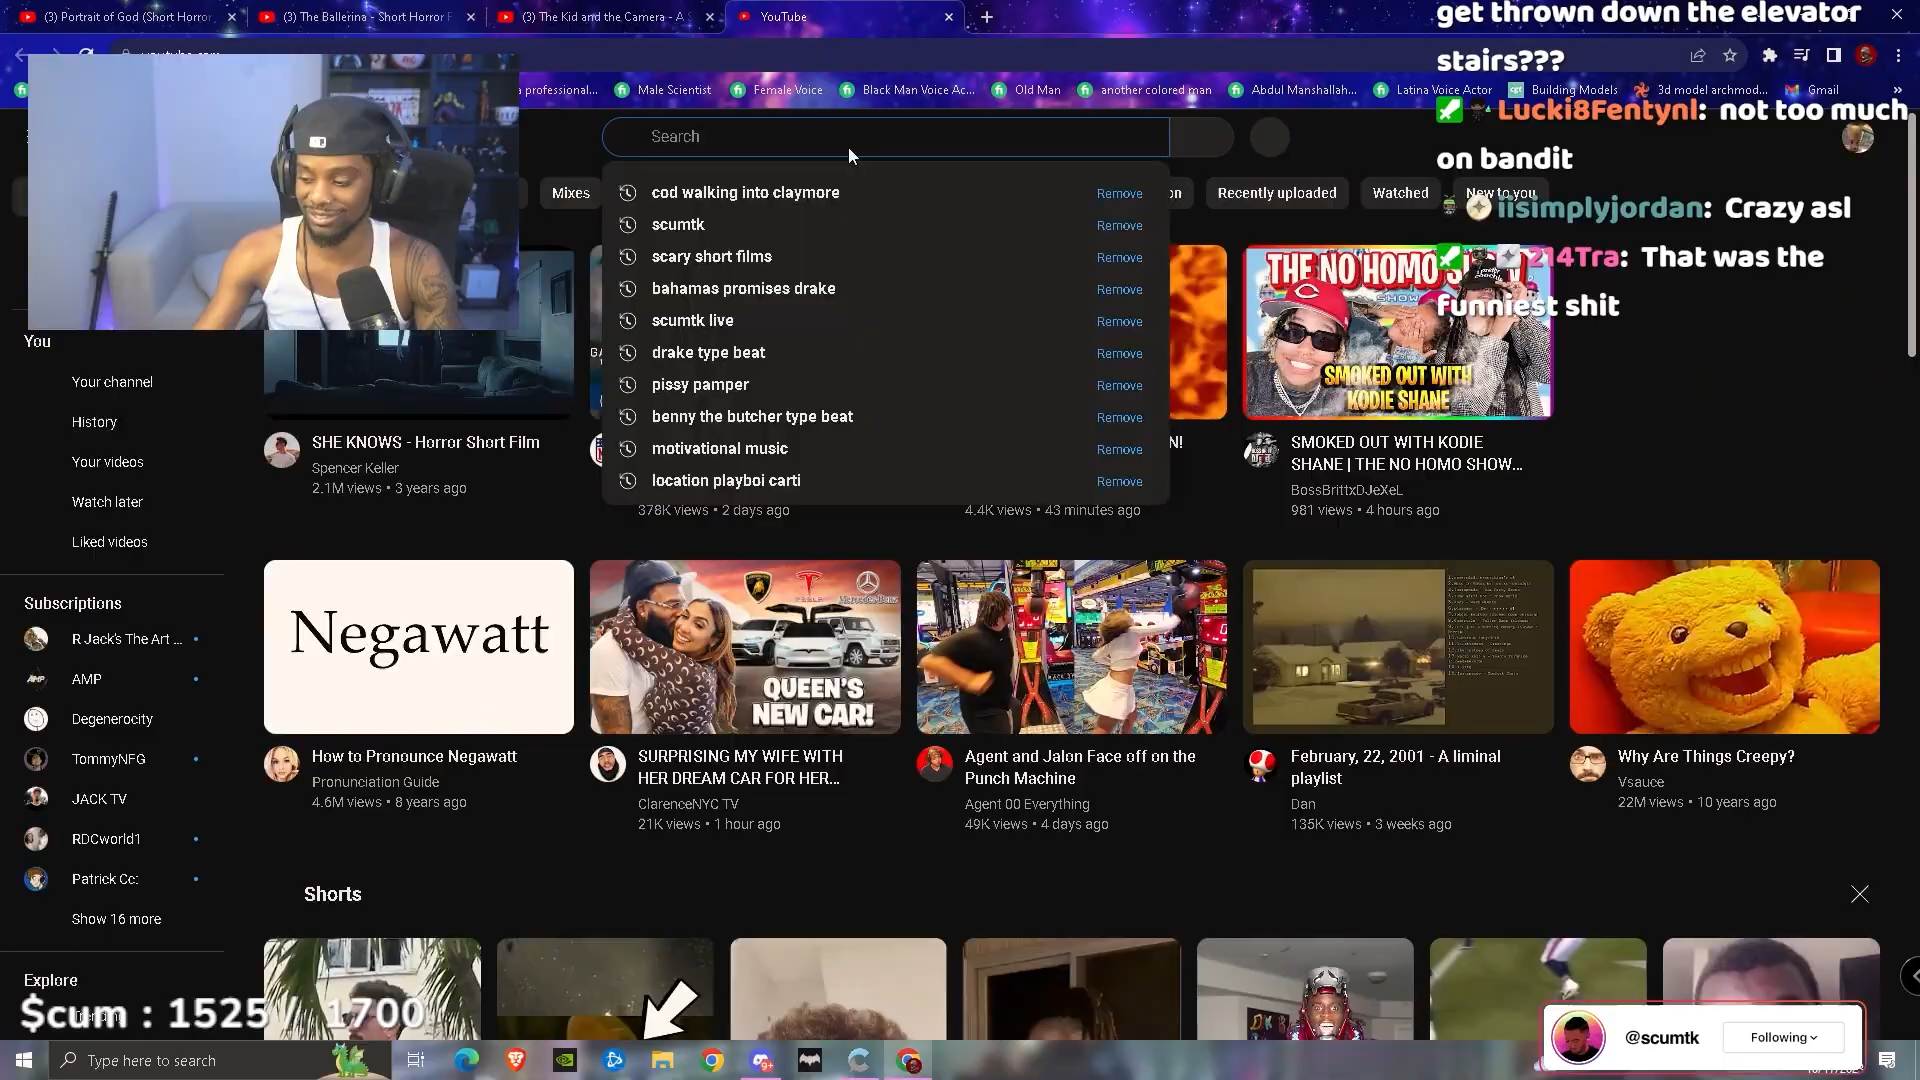 (3) Portrait of God (Short Horror
(3) The Ballerina - Short Horror F
(3) The Kid and the Camera - A S
YouTube
get thrown down the elevator
stairs???
a professional...
Male Scientist
Female Voice
Black Man Voice Ac...
Old Man
another colored man
Abdul Manshallah...
Latina Voice Actor
Building Models
3d model archmod...
Gmail
»
Lucki8Fentynl: not too much
on bandit
iisimplyjordan: Crazy asl
214Tra: That was the
funniest shit
Search
Mixes
on
Recently uploaded
Watched
New to you
cod walking into claymore
Remove
scumtk
Remove
scary short films
Remove
bahamas promises drake
Remove
scumtk live
Remove
drake type beat
Remove
pissy pamper
Remove
benny the butcher type beat
Remove
motivational music
Remove
location playboi carti
Remove
You
Your channel
History
Your videos
Watch later
Liked videos
Subscriptions
R Jack's The Art ...
AMP
Degenerocity
TommyNFG
JACK TV
RDCworld1
Patrick Cc:
Show 16 more
Explore
Trending
SHE KNOWS - Horror Short Film
Spencer Keller
2.1M views • 3 years ago
378K views • 2 days ago
N!
4.4K views • 43 minutes ago
THE NO HOMO SHOW
SHOW
SMOKED OUT WITH
KODIE SHANE
SMOKED OUT WITH KODIE
SHANE | THE NO HOMO SHOW...
BossBrittxDJeXeL
981 views • 4 hours ago
Negawatt
How to Pronounce Negawatt
Pronunciation Guide
4.6M views • 8 years ago
TESLA
Mercedes-Benz
QUEEN'S
NEW CAR!
SURPRISING MY WIFE WITH
HER DREAM CAR FOR HER...
ClarenceNYC TV
21K views • 1 hour ago
Agent and Jalon Face off on the
Punch Machine
Agent 00 Everything
49K views • 4 days ago
February, 22, 2001 - A liminal
playlist
Dan
135K views • 3 weeks ago
Why Are Things Creepy?
Vsauce
22M views • 10 years ago
Shorts
$cum : 1525 / 1700
@scumtk
Following
Type here to search